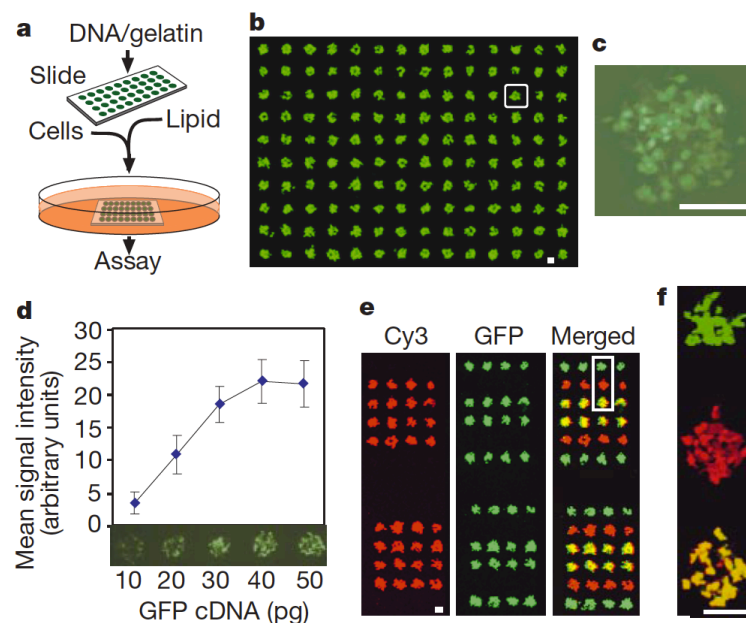 a
DNA/gelatin
Slide
Cells
Lipid
Assay
b
c
d
Mean signal intensity
(arbitrary units)
30
25
20
15
10
5
0
10 20 30 40 50
GFP cDNA (pg)
e
Cy3 GFP Merged
f